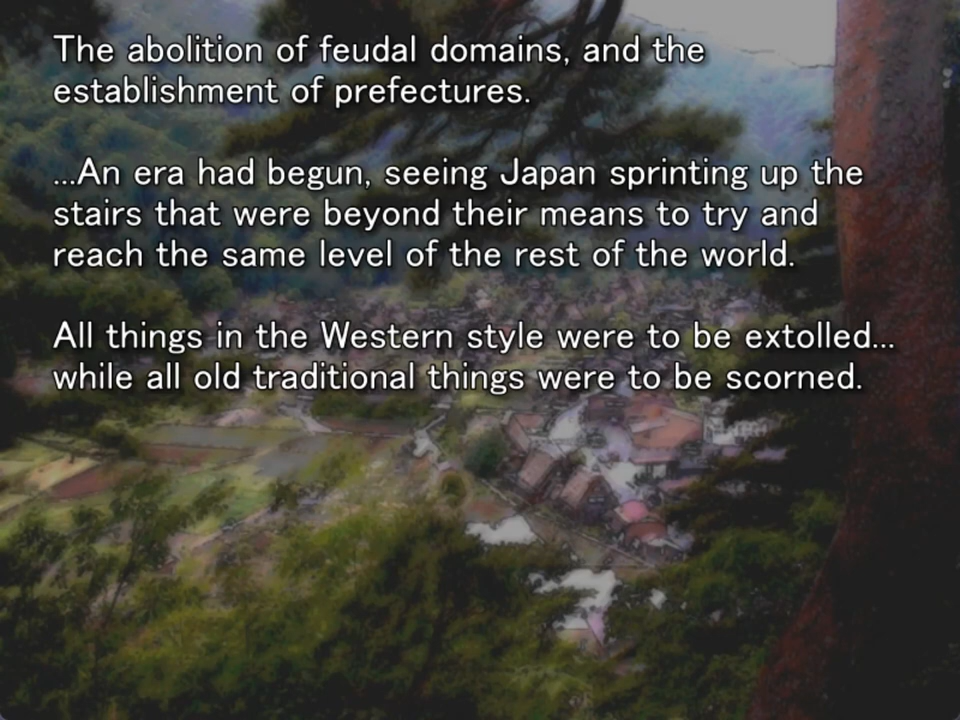 The abolition of feudal domains, and the
establishment of prefectures.
...An era had begun, seeing Japan sprinting up the
stairs that were beyond their means to try and
reach the same level of the rest of the world.
All things in the Western style were to be extolled...
while all old traditional things were to be scorned.